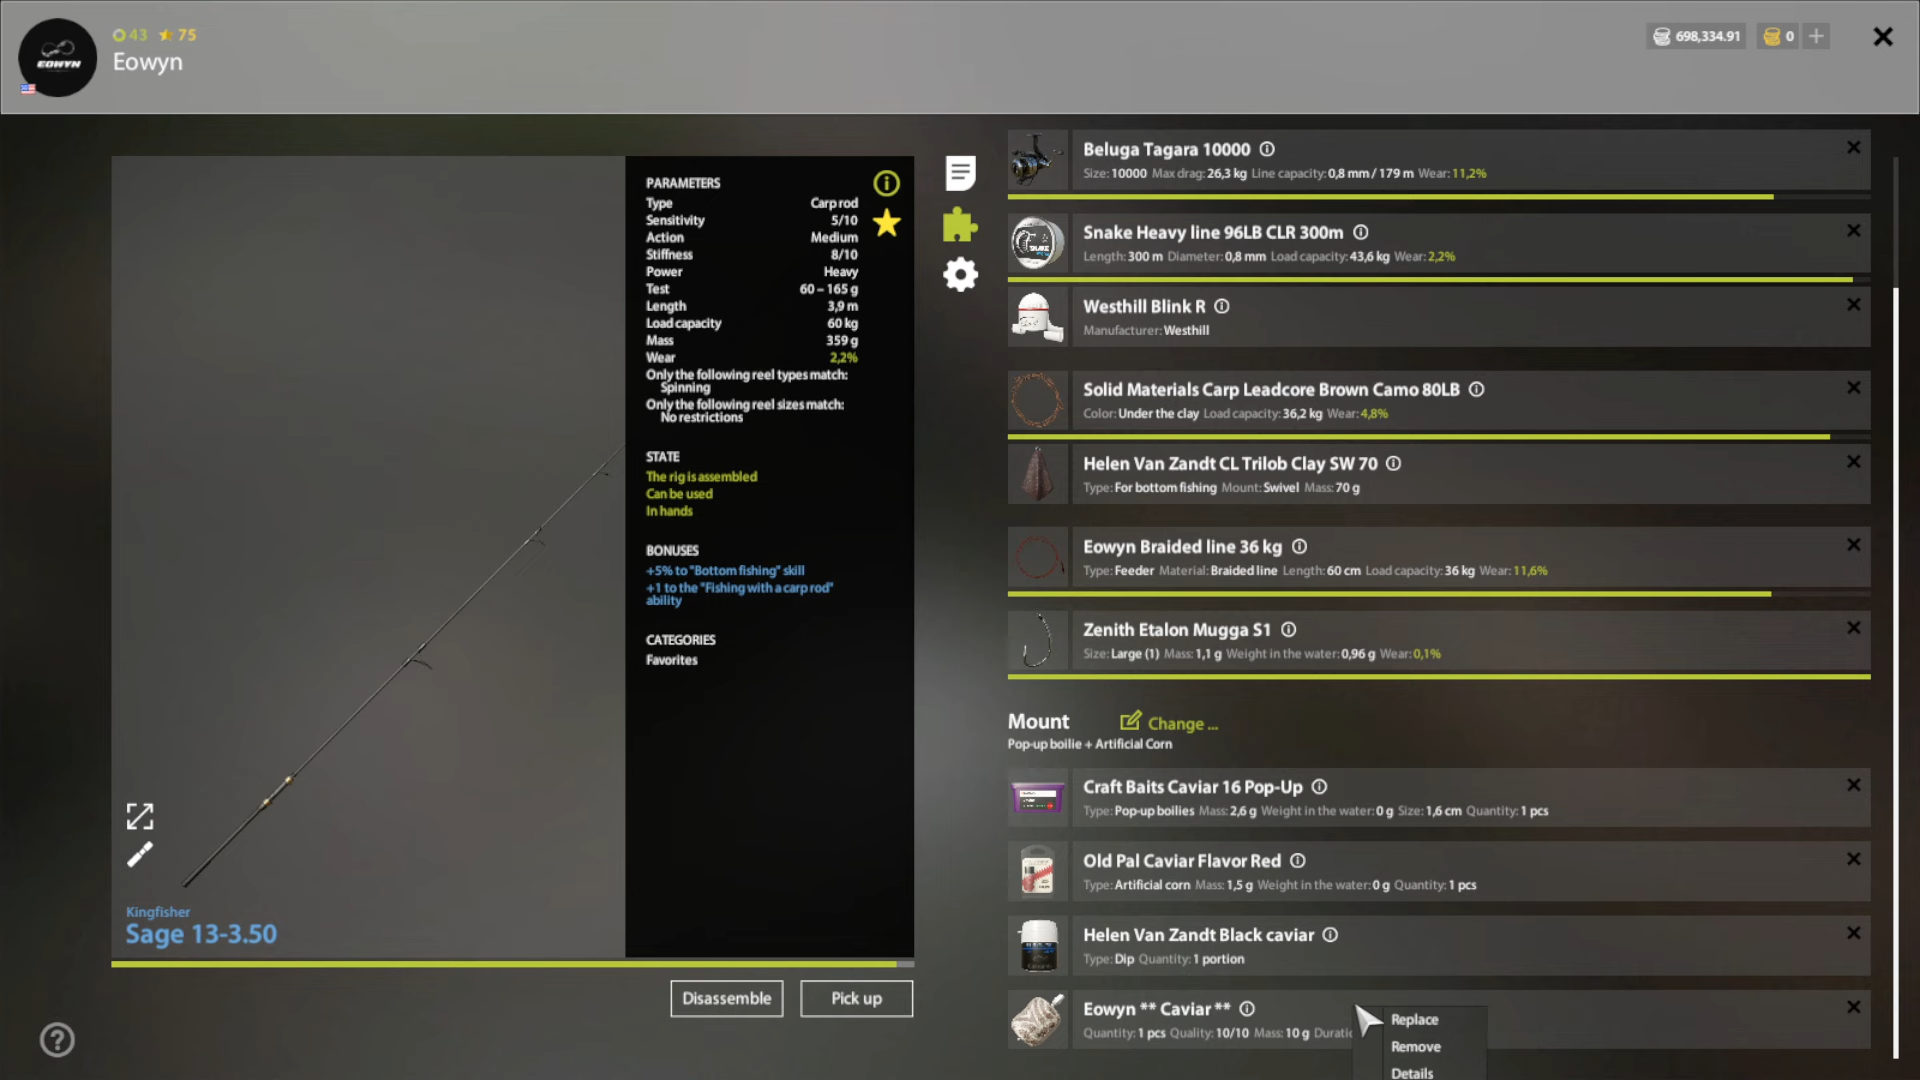 EOWYN
43 75
Eowyn
698,334.91 0
PARAMETERS
Type Carp rod
Sensitivity 5/10
Action Medium
Stiffness 8/10
Power Heavy
Test 60 – 165 g
Length 3,9 m
Load capacity 60 kg
Mass 359 g
Wear 2,2%
Only the following reel types match:
Spinning
Only the following reel sizes match:
No restrictions
STATE
The rig is assembled
Can be used
In hands
BONUSES
+5% to "Bottom fishing" skill
+1 to the "Fishing with a carp rod"
ability
CATEGORIES
Favorites
Kingfisher
Sage 13-3.50
Disassemble
Pick up
Beluga Tagara 10000
Size: 10000 Max drag: 26,3 kg Line capacity: 0,8 mm / 179 m Wear: 11,2%
Snake Heavy line 96LB CLR 300m
Length: 300 m Diameter: 0,8 mm Load capacity: 43,6 kg Wear: 2,2%
Westhill Blink R
Manufacturer: Westhill
Solid Materials Carp Leadcore Brown Camo 80LB
Color: Under the clay Load capacity: 36,2 kg Wear: 4,8%
Helen Van Zandt CL Trilob Clay SW 70
Type: For bottom fishing Mount: Swivel Mass: 70 g
Eowyn Braided line 36 kg
Type: Feeder Material: Braided line Length: 60 cm Load capacity: 36 kg Wear: 11,6%
Zenith Etalon Mugga S1
Size: Large (1) Mass: 1,1 g Weight in the water: 0,96 g Wear: 0,1%
Mount Change ...
Pop-up boilie + Artificial Corn
Craft Baits Caviar 16 Pop-Up
Type: Pop-up boilies Mass: 2,6 g Weight in the water: 0 g Size: 1,6 cm Quantity: 1 pcs
Old Pal Caviar Flavor Red
Type: Artificial corn Mass: 1,5 g Weight in the water: 0 g Quantity: 1 pcs
Helen Van Zandt Black caviar
Type: Dip Quantity: 1 portion
Eowyn ** Caviar **
Quantity: 1 pcs Quality: 10/10 Mass: 10 g Duratic
Replace
Remove
Details